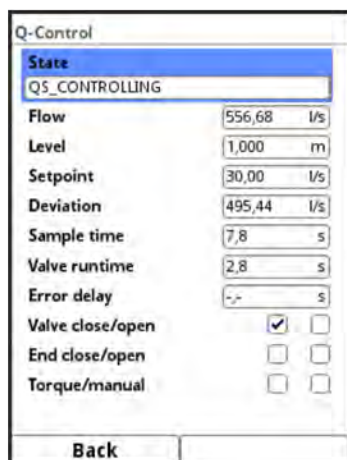 Q-Control
State
QS_CONTROLLING
Flow 556,68 l/s
Level 1,000 m
Setpoint 30,00 l/s
Deviation 495,44 l/s
Sample time 7,8 s
Valve runtime 2,8 s
Error delay -,- s
Valve close/open
End close/open
Torque/manual
Back